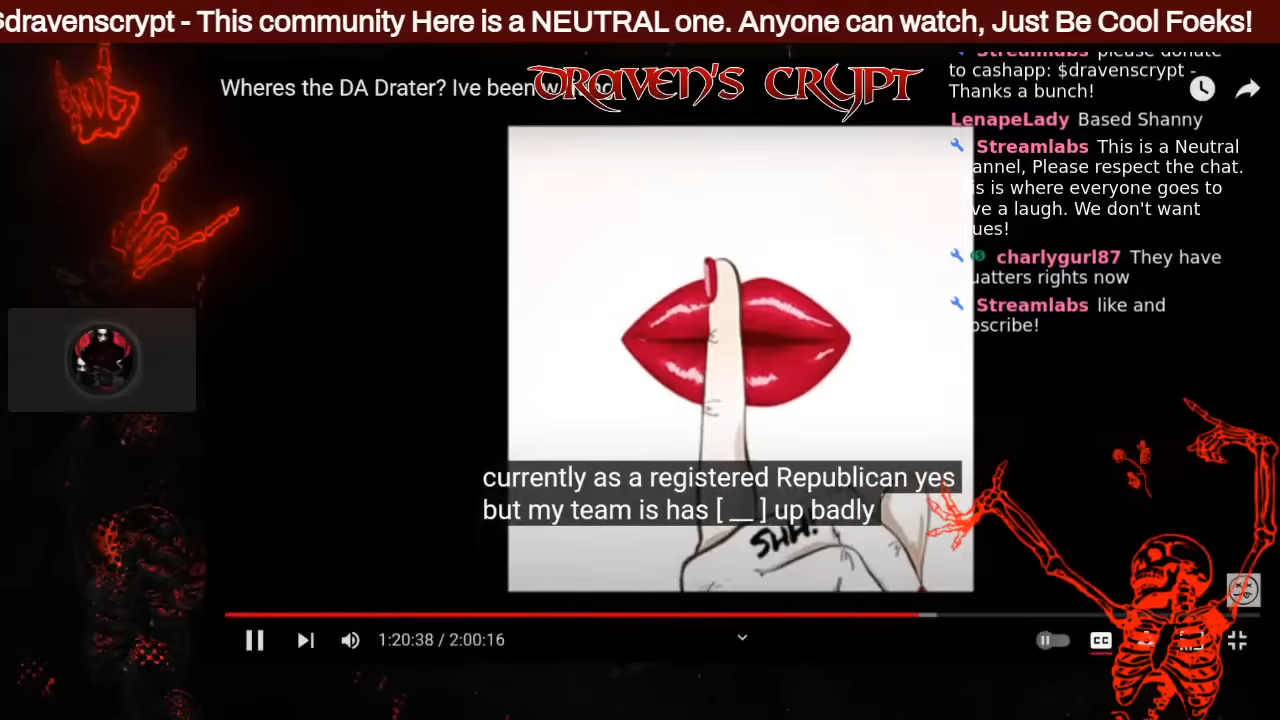 dravenscrypt - This community Here is a NEUTRAL one. Anyone can watch, Just Be Cool Foeks!
Wheres the DA Drater? Ive been
DRAVEN'S CRYPT
Streamlabs please donate
to cashapp: $dravenscrypt -
Thanks a bunch!
LenapeLady Based Shanny
Streamlabs This is a Neutral
annel, Please respect the chat.
is is where everyone goes to
ve a laugh. We don't want
ues!
charlygurl87 They have
uatters rights now
Streamlabs like and
bscribe!
currently as a registered Republican yes
but my team is has [ __ ] up badly
SHH!
1:20:38 / 2:00:16
CC